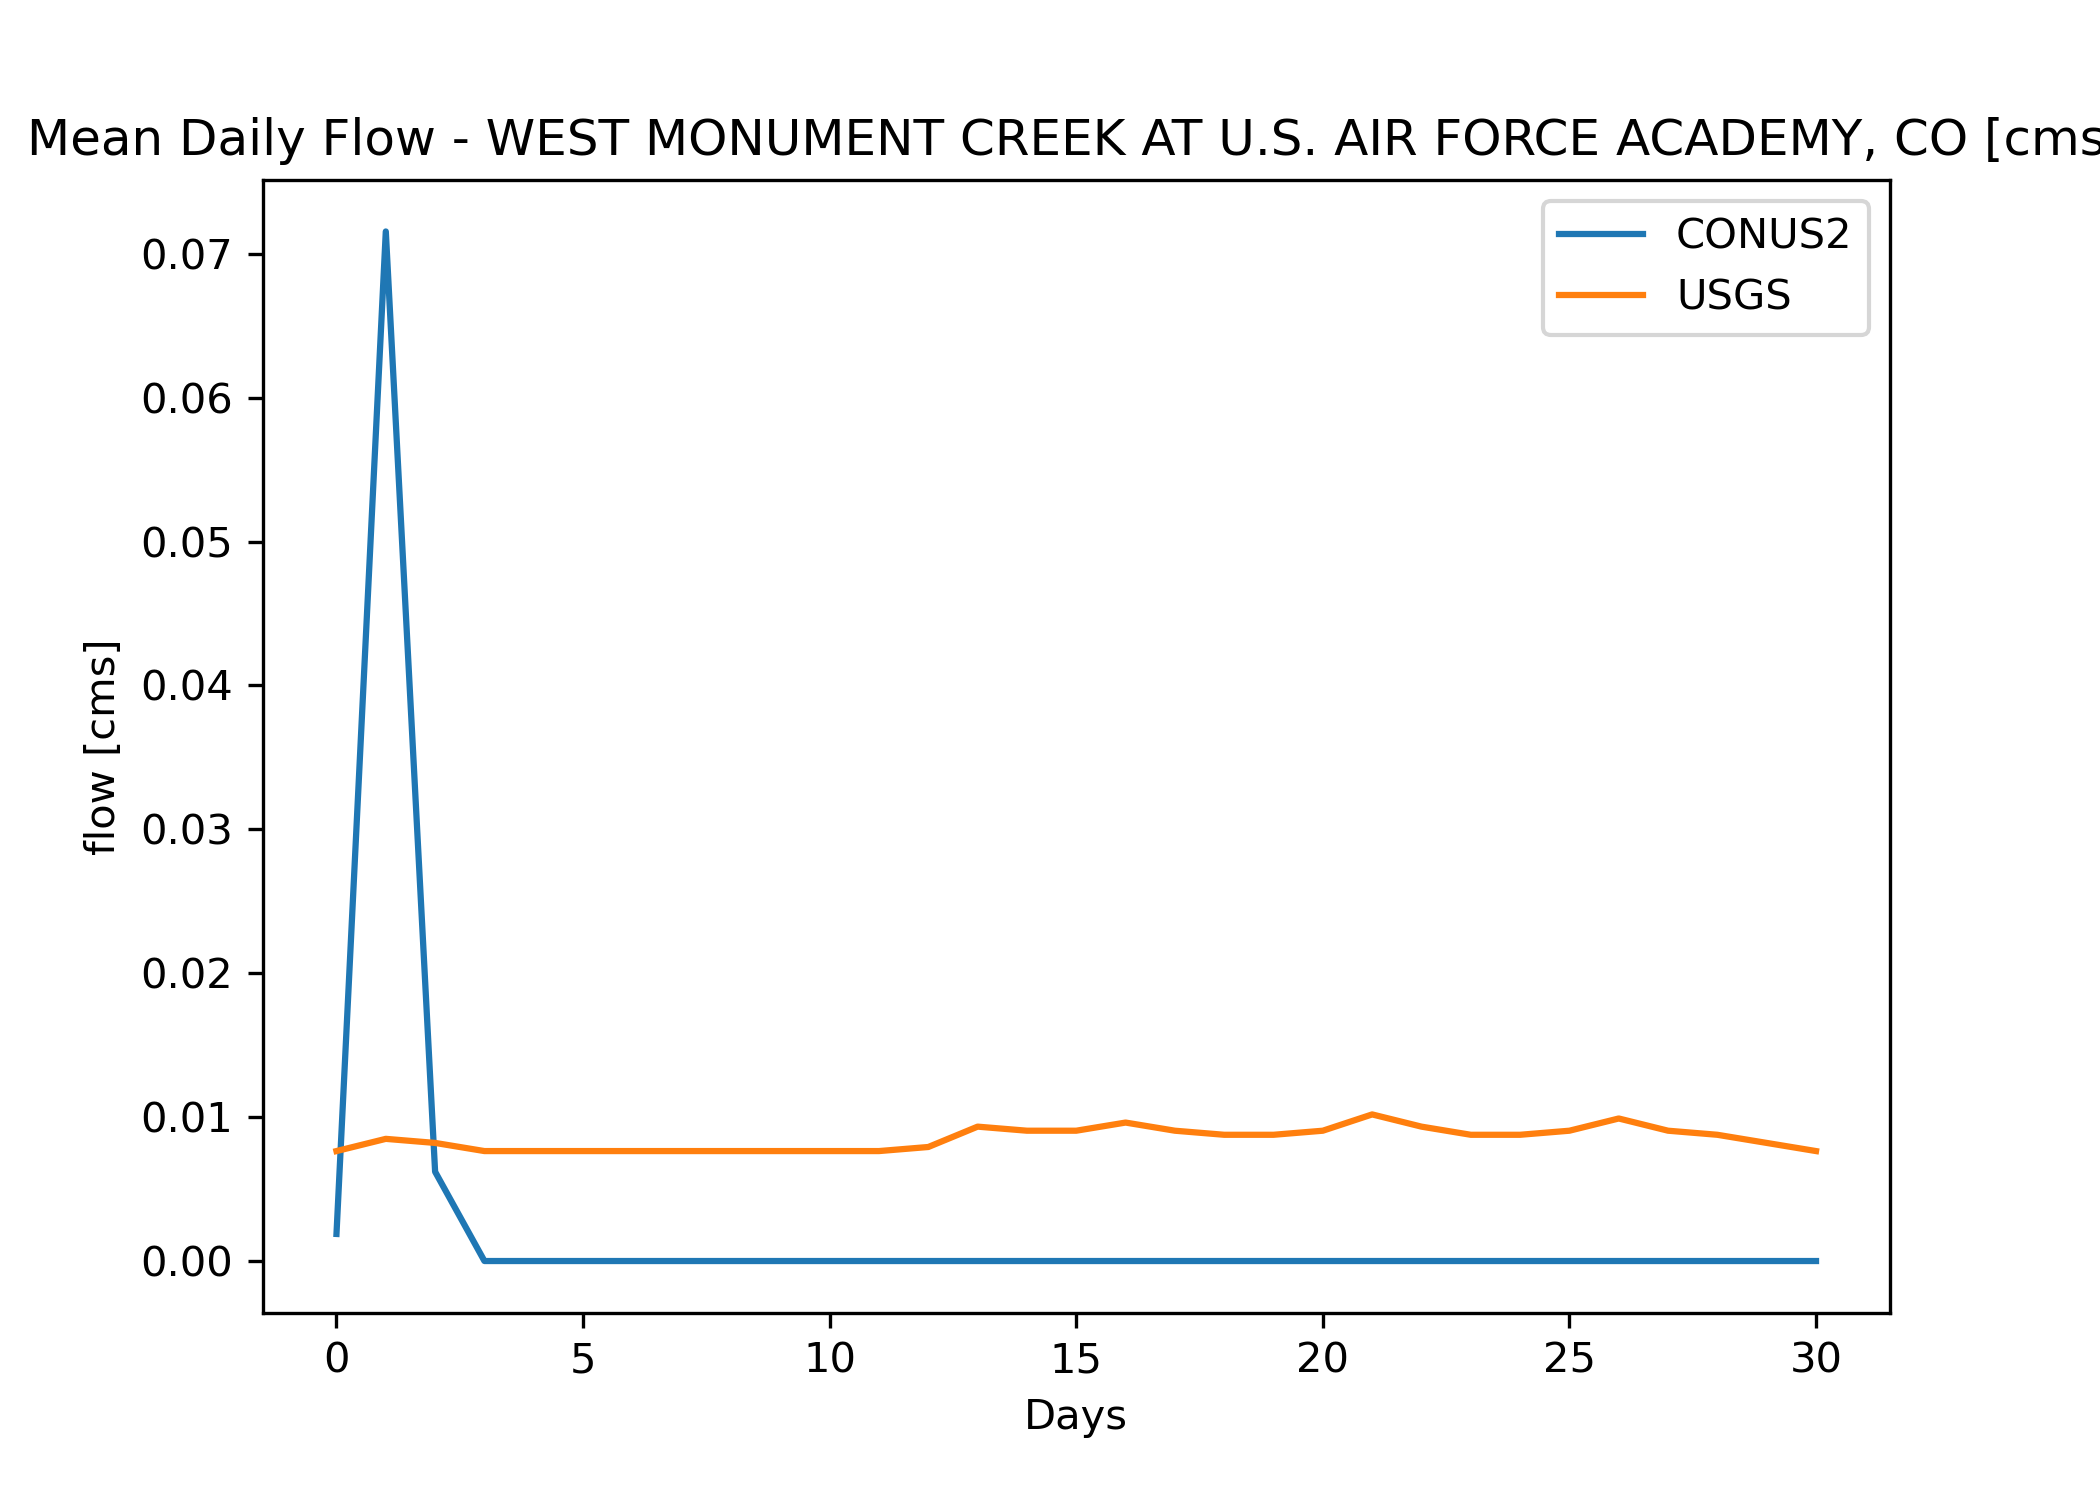 Mean Daily Flow - WEST MONUMENT CREEK AT U.S. AIR FORCE ACADEMY, CO [cms
CONUS2
USGS
0.07
0.06
0.05
0.04
0.03
0.02
0.01
0.00
flow [cms]
0 5 10 15 20 25 30
Days